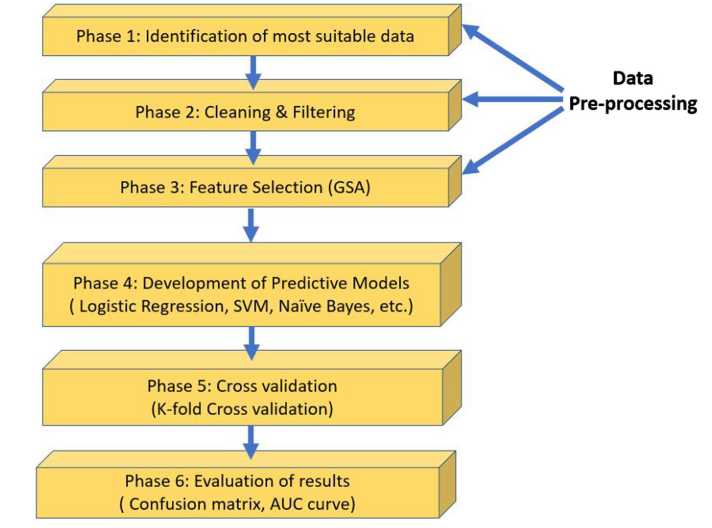 Phase 1: Identification of most suitable data
Data
Pre-processing
Phase 2: Cleaning & Filtering
Phase 3: Feature Selection (GSA)
Phase 4: Development of Predictive Models
( Logistic Regression, SVM, Naïve Bayes, etc.)
Phase 5: Cross validation
(K-fold Cross validation)
Phase 6: Evaluation of results
( Confusion matrix, AUC curve)